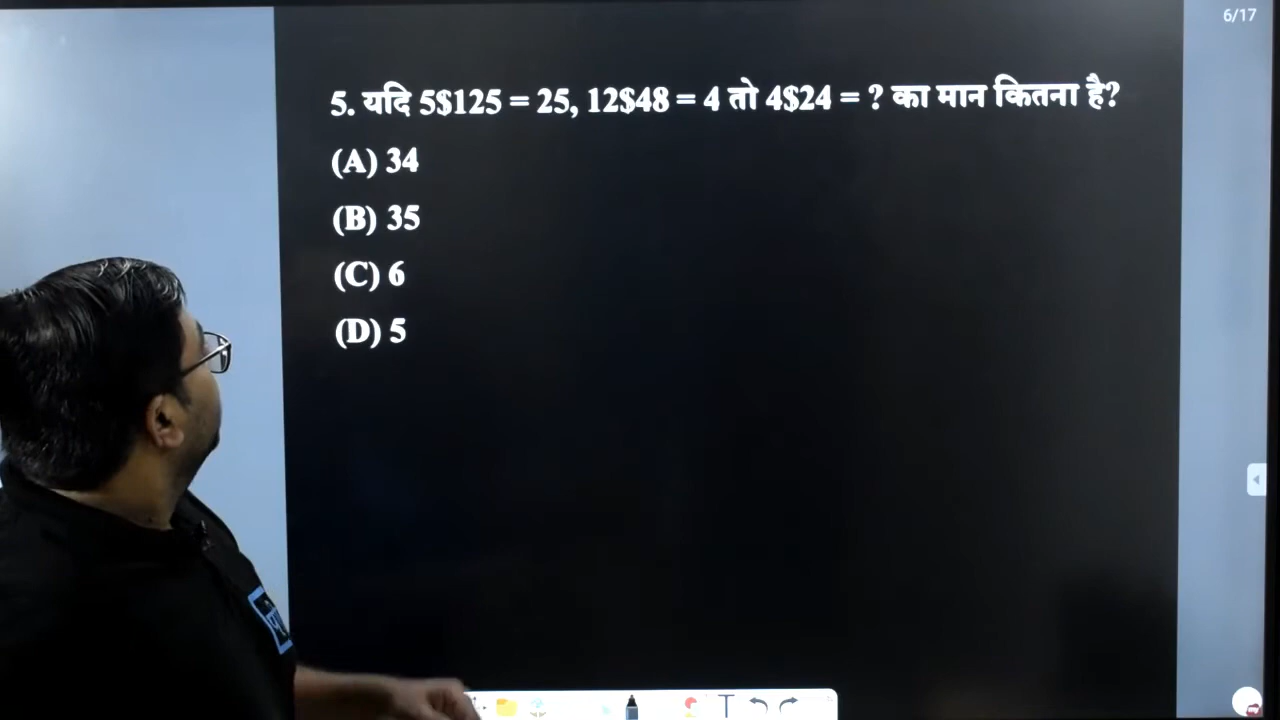 6/17
5. यदि 5$125 = 25, 12$48 = 4 तो 4$24 = ? का मान कितना है?
(A) 34
(B) 35
(C) 6
(D) 5
T